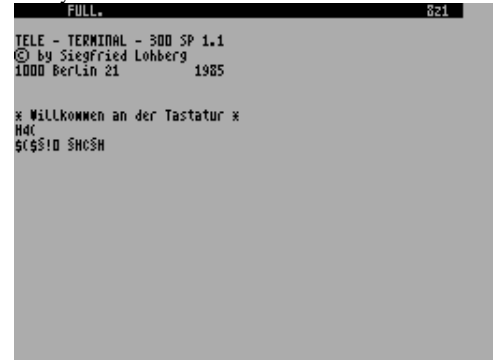 FULL. 8z1
TELE - TERMINAL - 300 SP 1.1
© by Siegfried Lohberg
1000 Berlin 21 1985
* Willkommen an der Tastatur *
H4(
$($§!0 §HC§H